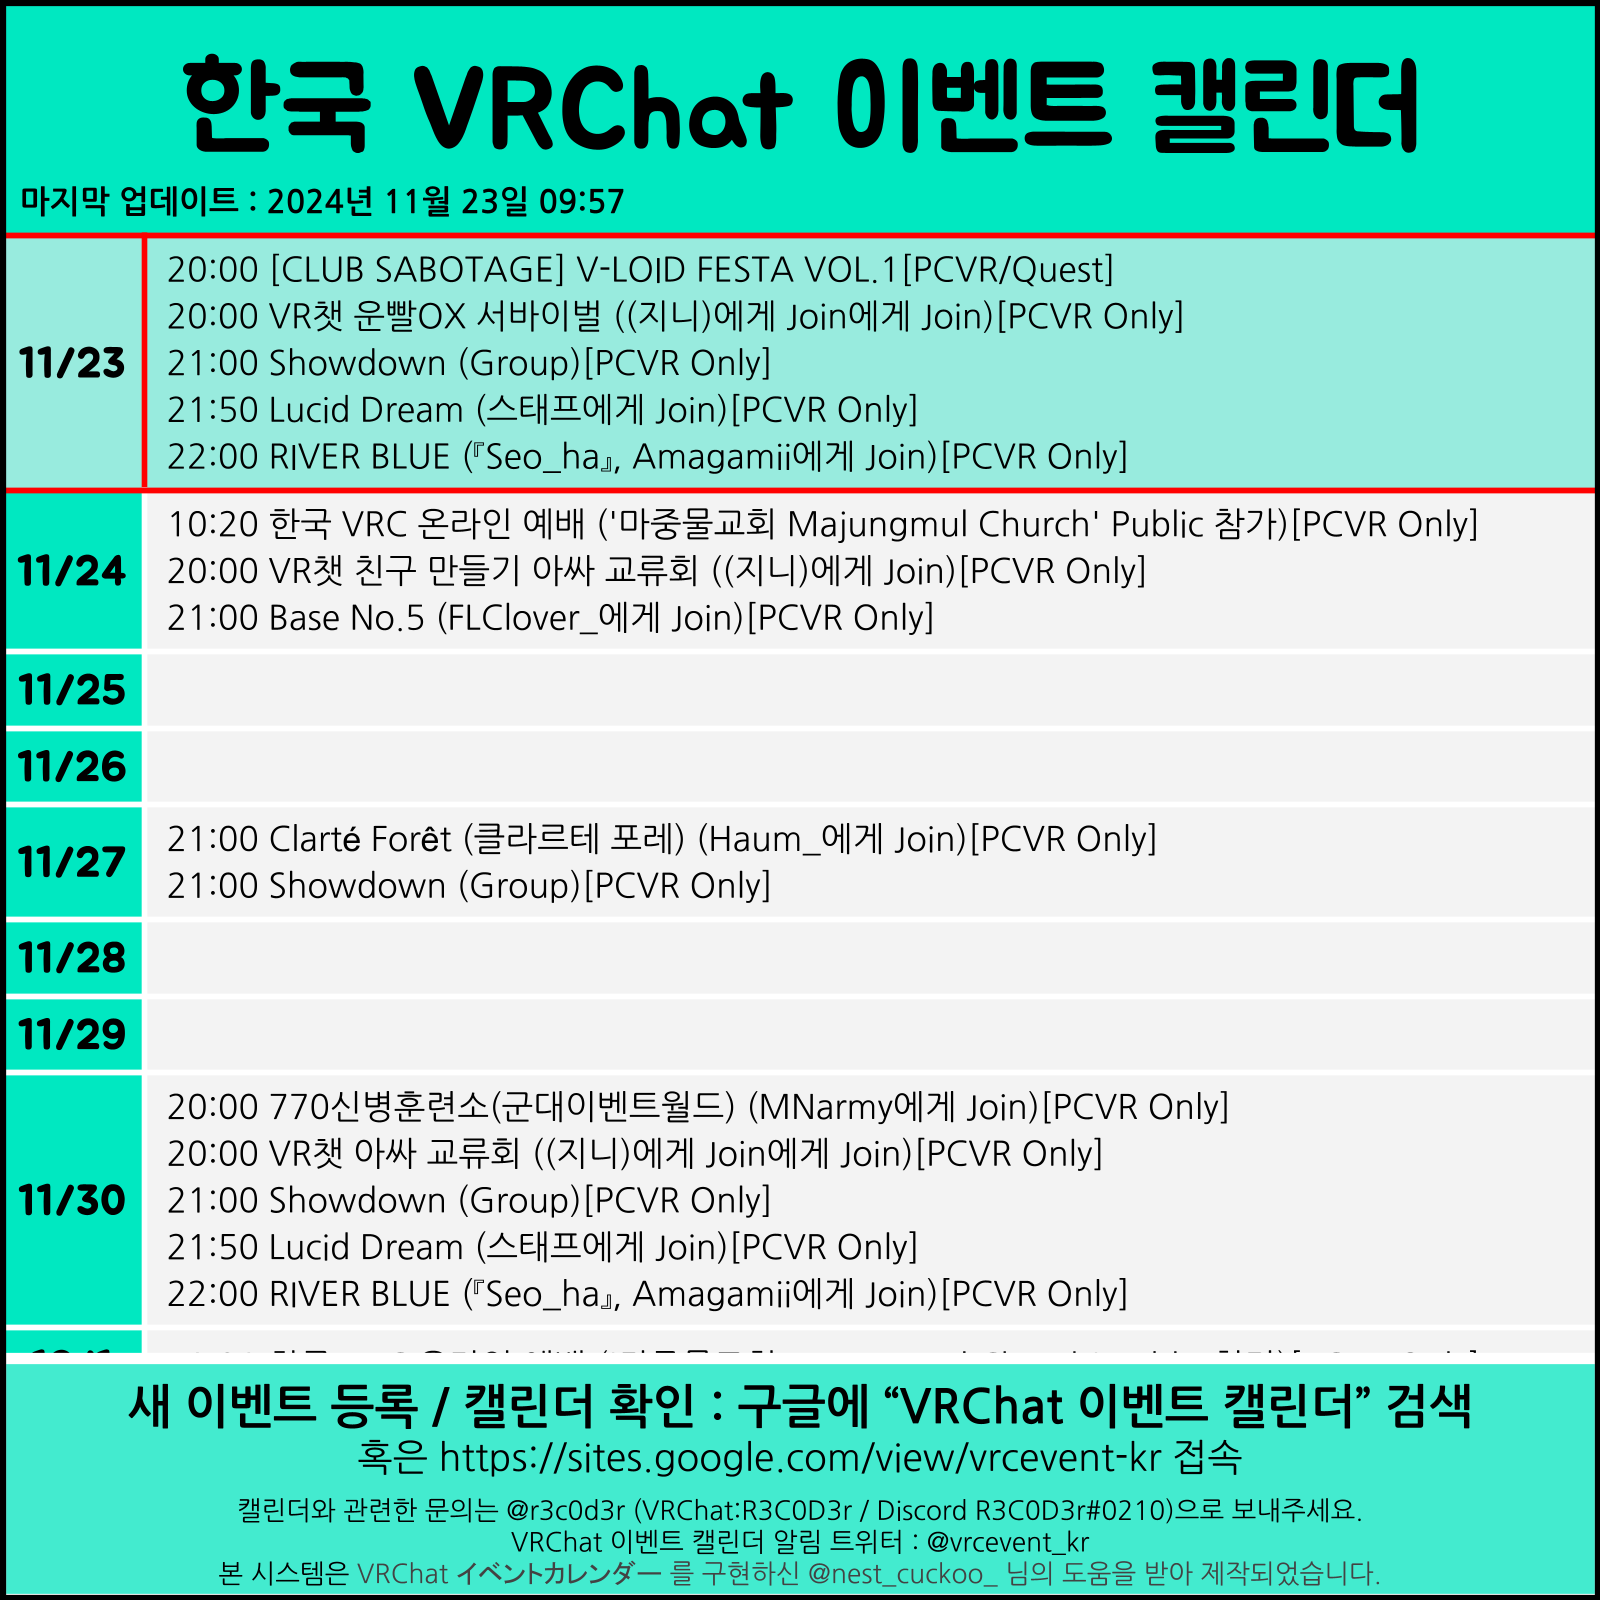 한국 VRChat 이벤트 캘린더
마지막 업데이트 : 2024년 11월 23일 09:57
11/23
20:00 [CLUB SABOTAGE] V-LOID FESTA VOL.1[PCVR/Quest]
20:00 VR챗 운빨OX 서바이벌 ((지니)에게 Join에게 Join)[PCVR Only]
21:00 Showdown (Group)[PCVR Only]
21:50 Lucid Dream (스태프에게 Join)[PCVR Only]
22:00 RIVER BLUE (『Seo_ha』, Amagamii에게 Join)[PCVR Only]
11/24
10:20 한국 VRC 온라인 예배 ('마중물교회 Majungmul Church' Public 참가)[PCVR Only]
20:00 VR챗 친구 만들기 아싸 교류회 ((지니)에게 Join)[PCVR Only]
21:00 Base No.5 (FLClover_에게 Join)[PCVR Only]
11/25
11/26
11/27
21:00 Clarté Forêt (클라르테 포레) (Haum_에게 Join)[PCVR Only]
21:00 Showdown (Group)[PCVR Only]
11/28
11/29
11/30
20:00 770신병훈련소(군대이벤트월드) (MNarmy에게 Join)[PCVR Only]
20:00 VR챗 아싸 교류회 ((지니)에게 Join에게 Join)[PCVR Only]
21:00 Showdown (Group)[PCVR Only]
21:50 Lucid Dream (스태프에게 Join)[PCVR Only]
22:00 RIVER BLUE (『Seo_ha』, Amagamii에게 Join)[PCVR Only]
새 이벤트 등록 / 캘린더 확인 : 구글에 “VRChat 이벤트 캘린더” 검색
혹은 https://sites.google.com/view/vrcevent-kr 접속
캘린더와 관련한 문의는 @r3c0d3r (VRChat:R3C0D3r / Discord R3C0D3r#0210)으로 보내주세요.
VRChat 이벤트 캘린더 알림 트위터 : @vrcevent_kr
본 시스템은 VRChat イベントカレンダー 를 구현하신 @nest_cuckoo_ 님의 도움을 받아 제작되었습니다.